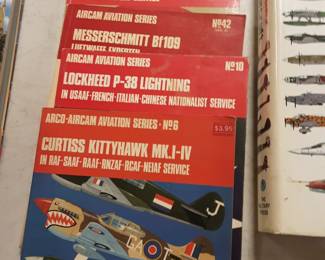 AIRCAM AVIATION SERIES
Nº42
MESSERSCHMITT Bf109
LUFTWAFFE EXPERTEN
AIRCAM AVIATION SERIES
Nº10
LOCKHEED P-38 LIGHTNING
IN USAAF-FRENCH-ITALIAN-CHINESE NATIONALIST SERVICE
ARCO-AIRCAM AVIATION SERIES·Nº6
$3.95
CURTISS KITTYHAWK MK.I-IV
IN RAF-SAAF-RAAF-RNZAF-RCAF-NEIAF SERVICE
J